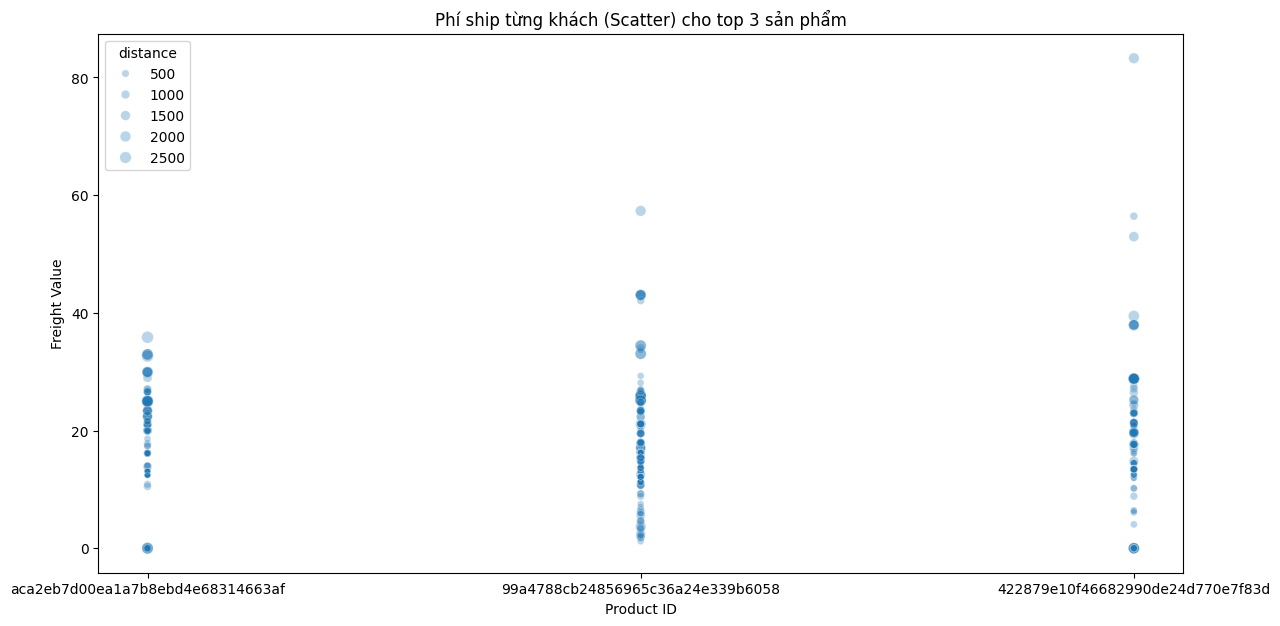 Phí ship từng khách (Scatter) cho top 3 sản phẩm
distance
500
1000
1500
2000
2500
80
60
40
20
0
Freight Value
aca2eb7d00ea1a7b8ebd4e68314663af
99a4788cb24856965c36a24e339b6058
422879e10f46682990de24d770e7f83d
Product ID